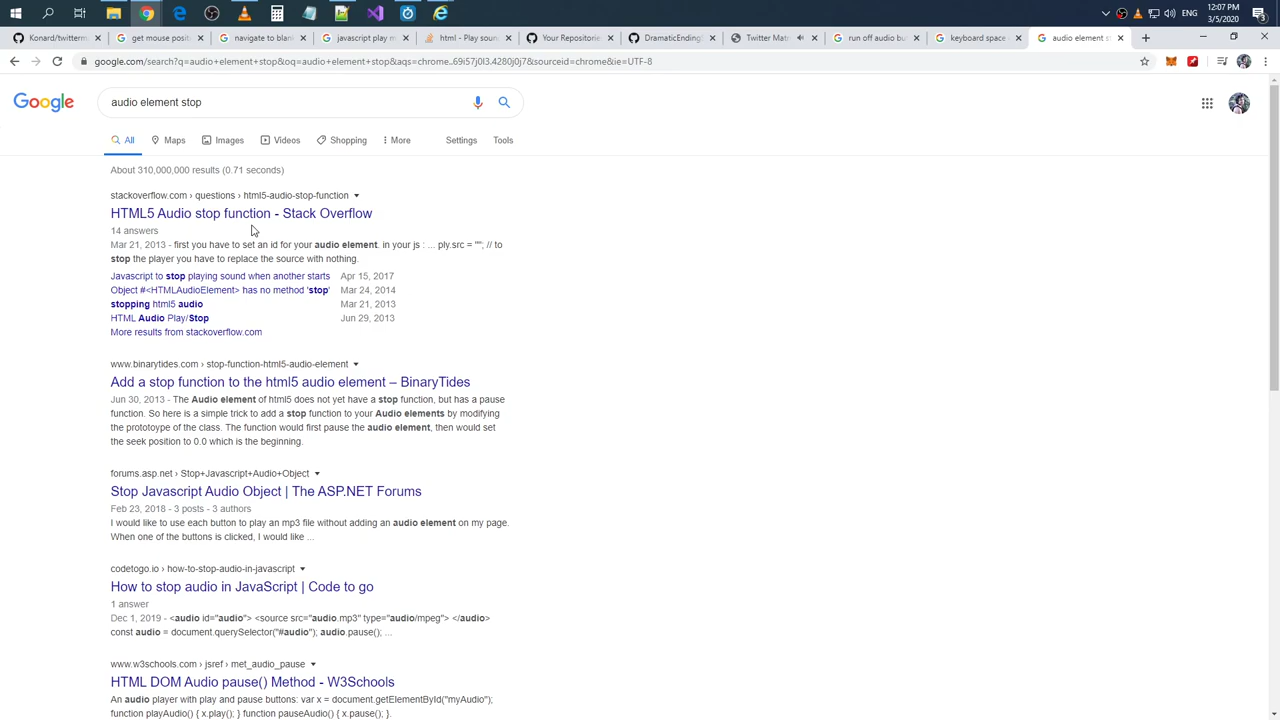 12:07 PM
ENG
3/5/2020
3
Konard/twitterm
get mouse positi
navigate to blan
javascript play m
html - Play soun
Your Repositorie
DramaticEnding
Twitter Mat
run off audio bu
keyboard space
audio element st
google.com/search?q=audio+element+stop&oq=audio+element+stop&aqs=chrome..69i57j0l3.4280j0j7&sourceid=chrome&ie=UTF-8
Google
audio element stop
All
Maps
Images
Videos
Shopping
More
Settings
Tools
About 310,000,000 results (0.71 seconds)
stackoverflow.com › questions › html5-audio-stop-function
HTML5 Audio stop function - Stack Overflow
14 answers
Mar 21, 2013 - first you have to set an id for your audio element. in your js : ... ply.src = ""; // to
stop the player you have to replace the source with nothing.
Javascript to stop playing sound when another starts Apr 15, 2017
Object #<HTMLAudioElement> has no method 'stop' Mar 24, 2014
stopping html5 audio Mar 21, 2013
HTML Audio Play/Stop Jun 29, 2013
More results from stackoverflow.com
www.binarytides.com › stop-function-html5-audio-element
Add a stop function to the html5 audio element – BinaryTides
Jun 30, 2013 - The Audio element of html5 does not yet have a stop function, but has a pause
function. So here is a simple trick to add a stop function to your Audio elements by modifying
the protoytpe of the class. The function would first pause the audio element, then would set
the seek position to 0.0 which is the beginning.
forums.asp.net › Stop+Javascript+Audio+Object
Stop Javascript Audio Object | The ASP.NET Forums
Feb 23, 2018 - 3 posts - 3 authors
I would like to use each button to play an mp3 file without adding an audio element on my page.
When one of the buttons is clicked, I would like ...
codetogo.io › how-to-stop-audio-in-javascript
How to stop audio in JavaScript | Code to go
1 answer
Dec 1, 2019 - <audio id="audio"> <source src="audio.mp3" type="audio/mpeg"> </audio>
const audio = document.querySelector("#audio"); audio.pause(); ...
www.w3schools.com › jsref › met_audio_pause
HTML DOM Audio pause() Method - W3Schools
An audio player with play and pause buttons: var x = document.getElementById("myAudio");
function playAudio() { x.play(); } function pauseAudio() { x.pause(); }.